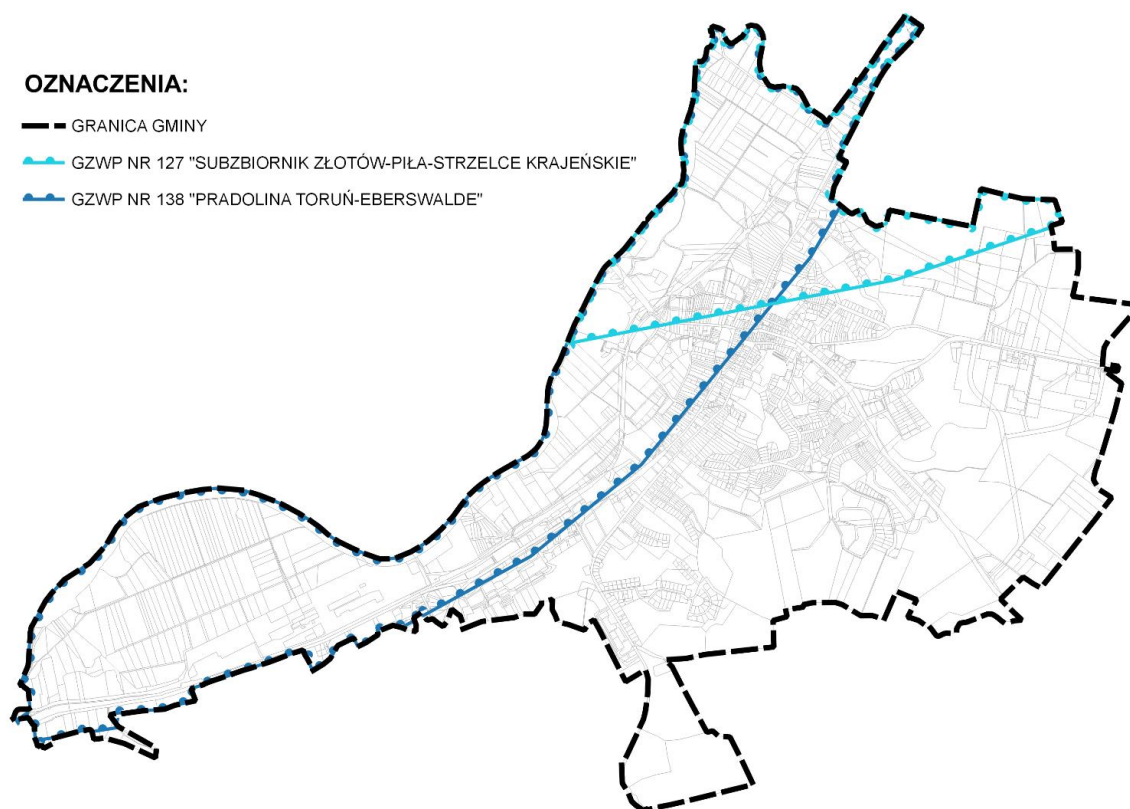 OZNACZENIA:
GRANICA GMINY
GZWP NR 127 "SUBZBIORNIK ZŁOTÓW-PIŁA-STRZELCE KRAJEŃSKIE"
GZWP NR 138 "PRADOLINA TORUŃ-EBERSWALDE"